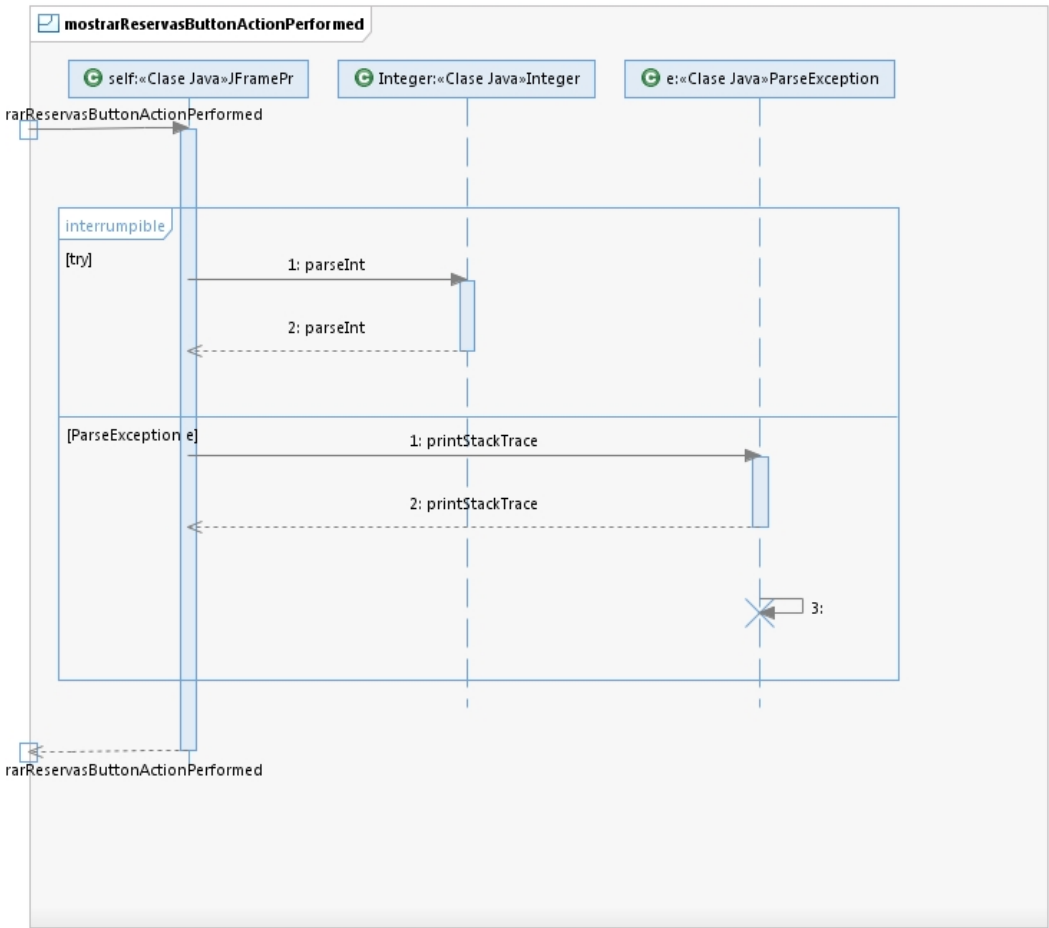 mostrarReservasButtonActionPerformed
self:«Clase Java»JFramePr
Integer:«Clase Java»Integer
e:«Clase Java»ParseException
rarReservasButtonActionPerformed
interrumpible
[try]
1: parseInt
2: parseInt
[ParseException e]
1: printStackTrace
2: printStackTrace
3:
rarReservasButtonActionPerformed